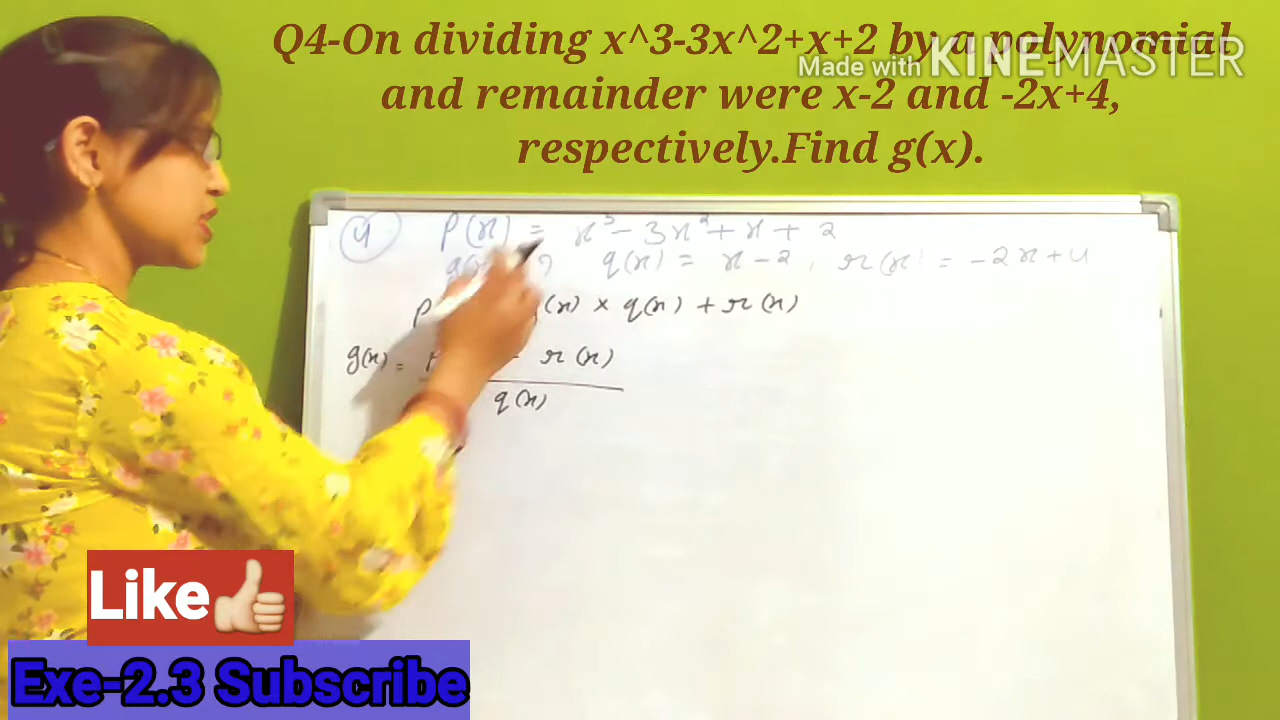 Q4-On dividing x^3-3x^2+x+2 by a polynomial
Made with KINEMASTER
and remainder were x-2 and -2x+4,
respectively.Find g(x).
4 p(x) = x³ - 3x² + x + 2
q(x) = x - 2, r(x) = -2x + 4
p (x) × q(x) + r(x)
g(x) = p - r(x)
q(x)
Like
Exe-2.3 Subscribe